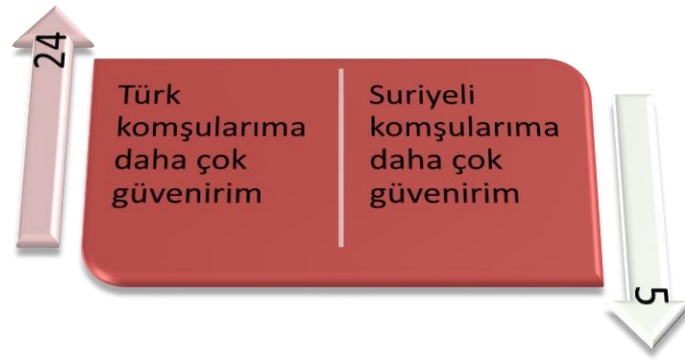 24
Türk
komşularıma
daha çok
güvenirim
Suriyeli
komşularıma
daha çok
güvenirim
5